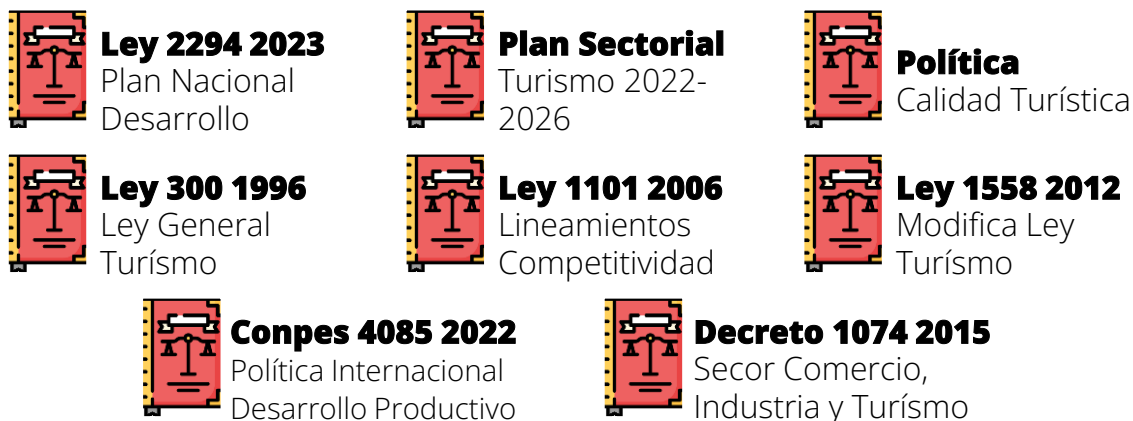 Ley 2294 2023
Plan Nacional
Desarrollo
Plan Sectorial
Turismo 2022-
2026
Política
Calidad Turística
Ley 300 1996
Ley General
Turísmo
Ley 1101 2006
Lineamientos
Competitividad
Ley 1558 2012
Modifica Ley
Turísmo
Conpes 4085 2022
Política Internacional
Desarrollo Productivo
Decreto 1074 2015
Secor Comercio,
Industria y Turísmo